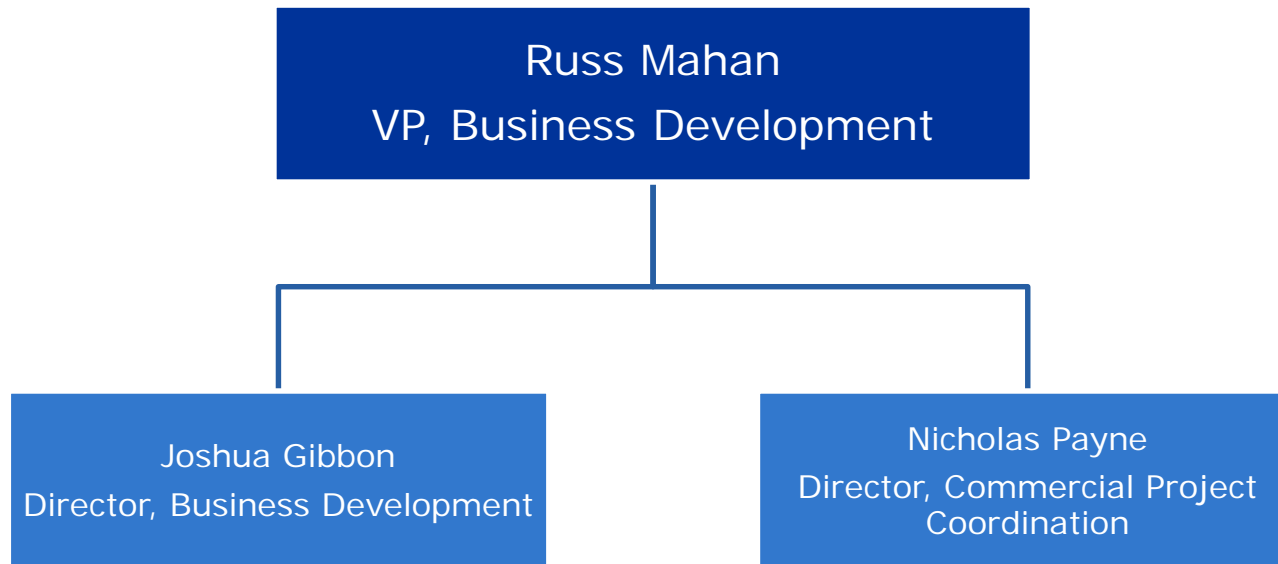 Russ Mahan
VP, Business Development
Joshua Gibbon
Director, Business Development
Nicholas Payne
Director, Commercial Project
Coordination